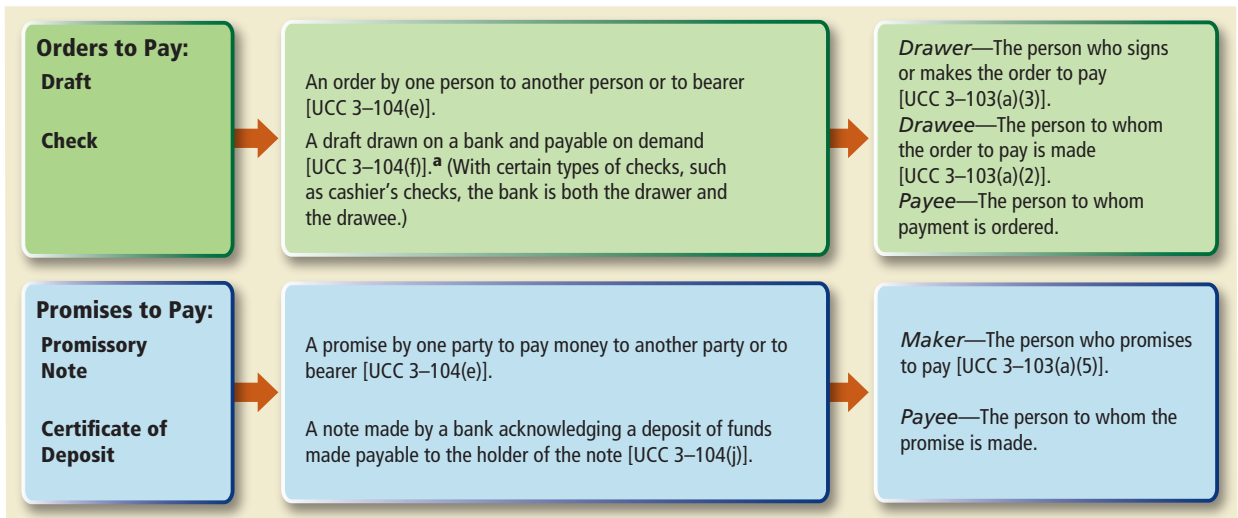 Orders to Pay:
Draft
An order by one person to another person or to bearer
[UCC 3–104(e)].
Check
A draft drawn on a bank and payable on demand
[UCC 3–104(f)].a (With certain types of checks, such
as cashier's checks, the bank is both the drawer and
the drawee.)
Drawer—The person who signs
or makes the order to pay
[UCC 3–103(a)(3)].
Drawee—The person to whom
the order to pay is made
[UCC 3–103(a)(2)].
Payee—The person to whom
payment is ordered.
Promises to Pay:
Promissory
Note
A promise by one party to pay money to another party or to
bearer [UCC 3–104(e)].
Certificate of
Deposit
A note made by a bank acknowledging a deposit of funds
made payable to the holder of the note [UCC 3–104(j)].
Maker—The person who promises
to pay [UCC 3–103(a)(5)].
Payee—The person to whom the
promise is made.